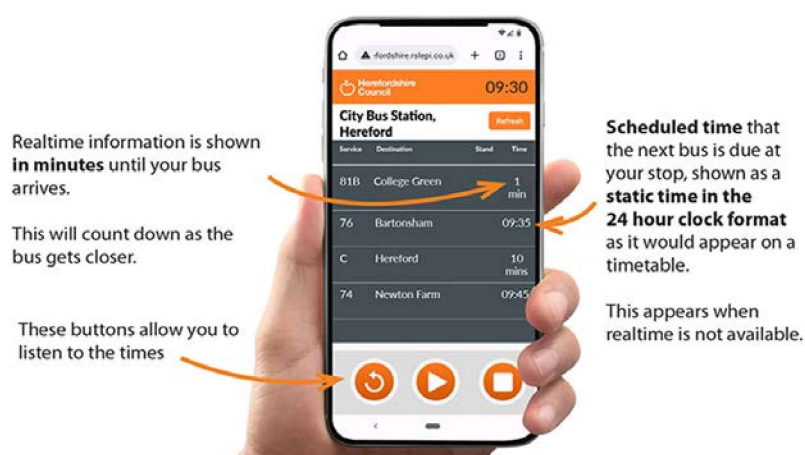 Realtime information is shown
in minutes until your bus
arrives.
This will count down as the
bus gets closer.
These buttons allow you to
listen to the times
fordshire.rslepi.co.uk
Herefordshire
Council
09:30
City Bus Station,
Hereford
Refresh
Service Destination Stand Time
81B College Green 1
min
76 Bartonsham 09:35
C Hereford 10
mins
74 Newton Farm 09:45
Scheduled time that
the next bus is due at
your stop, shown as a
static time in the
24 hour clock format
as it would appear on a
timetable.
This appears when
realtime is not available.